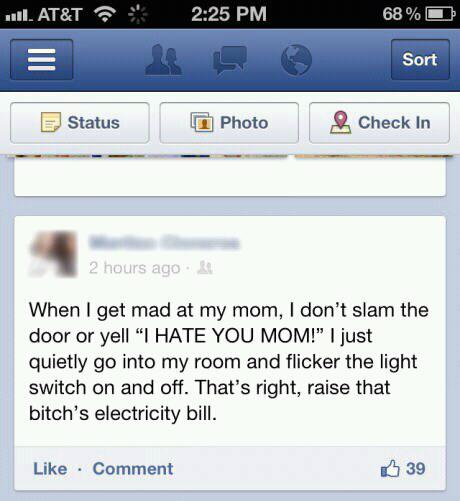 AT&T 2:25 PM 68%
Sort
Status Photo Check In
2 hours ago ·
When I get mad at my mom, I don’t slam the
door or yell “I HATE YOU MOM!” I just
quietly go into my room and flicker the light
switch on and off. That’s right, raise that
bitch’s electricity bill.
Like · Comment 39